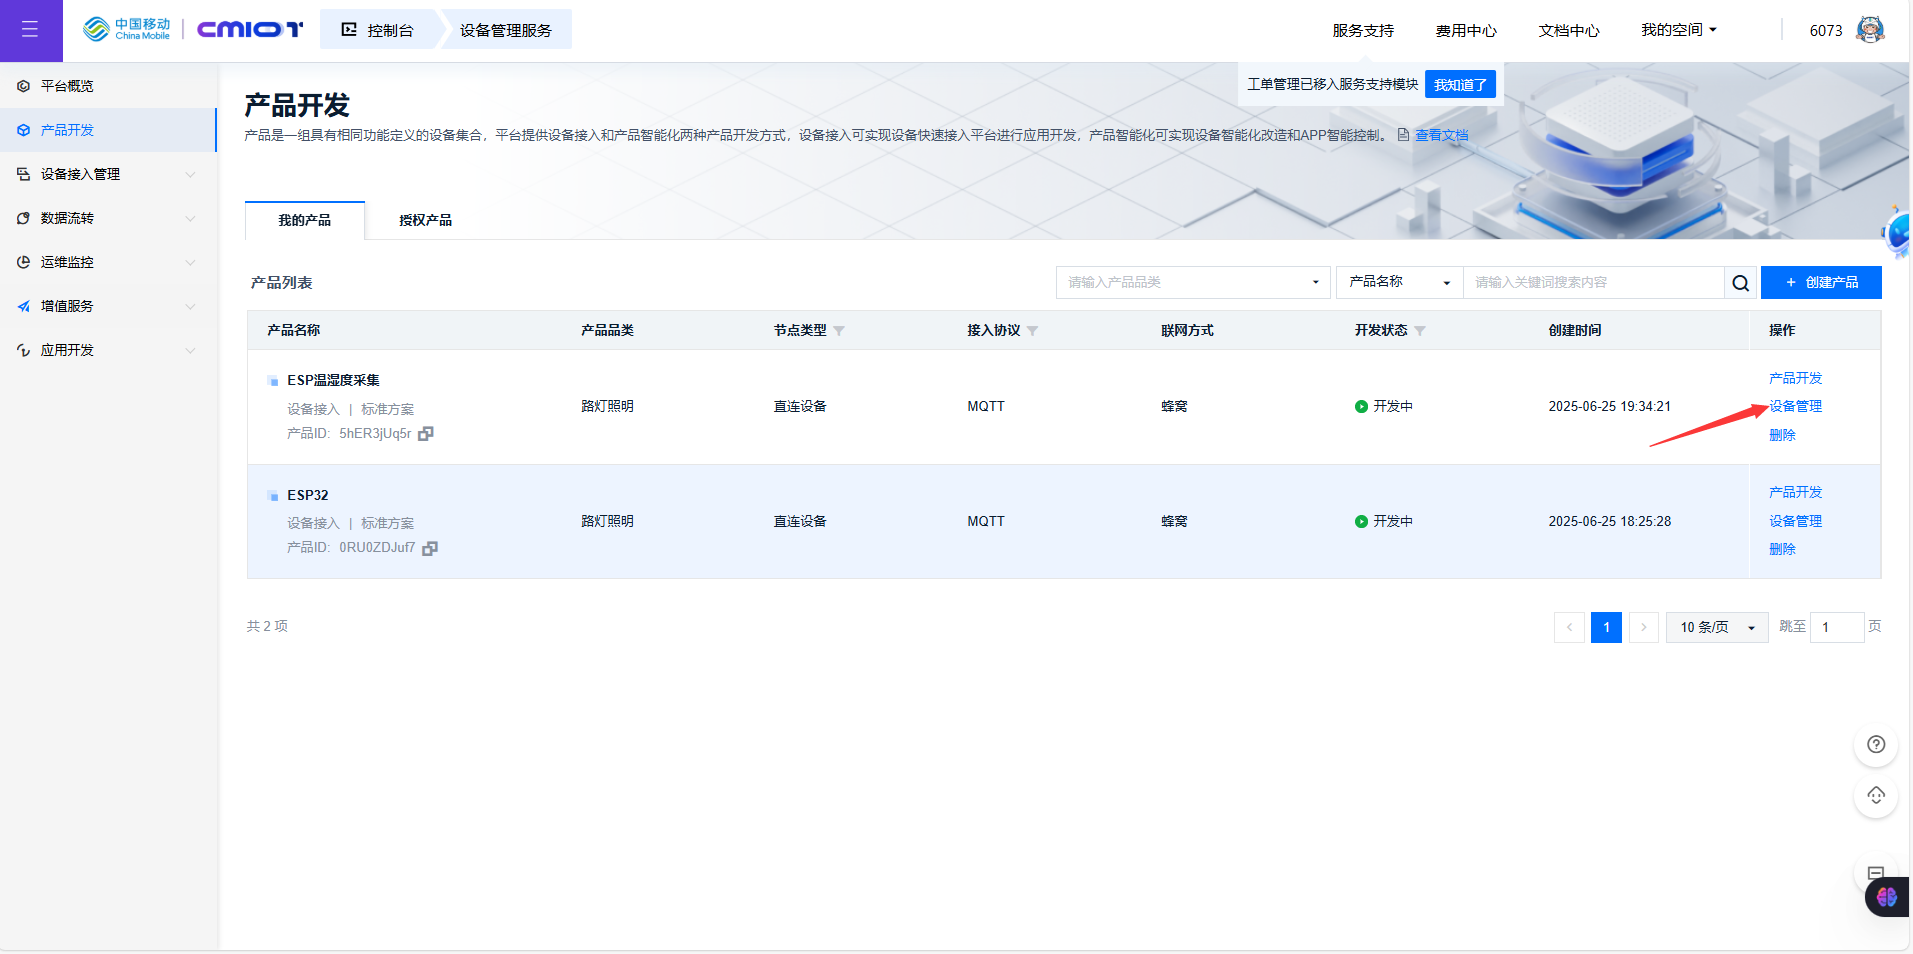 中国移动
China Mobile
CMIOT
控制台
设备管理服务
服务支持
费用中心
文档中心
我的空间
6073
工单管理已移入服务支持模块
我知道了
平台概览
产品开发
设备接入管理
数据流转
运维监控
增值服务
应用开发
产品开发
产品是一组具有相同功能定义的设备集合，平台提供设备接入和产品智能化两种产品开发方式，设备接入可实现设备快速接入平台进行应用开发，产品智能化可实现设备智能化改造和APP智能控制。 查看文档
我的产品
授权产品
产品列表
请输入产品品类
产品名称
请输入关键词搜索内容
+ 创建产品
产品名称
产品品类
节点类型
接入协议
联网方式
开发状态
创建时间
操作
ESP温湿度采集
设备接入 | 标准方案
产品ID: 5hER3jUq5r
路灯照明
直连设备
MQTT
蜂窝
开发中
2025-06-25 19:34:21
产品开发
设备管理
删除
ESP32
设备接入 | 标准方案
产品ID: 0RU0ZDJuf7
路灯照明
直连设备
MQTT
蜂窝
开发中
2025-06-25 18:25:28
产品开发
设备管理
删除
共 2 项
1
10 条/页
跳至
1
页